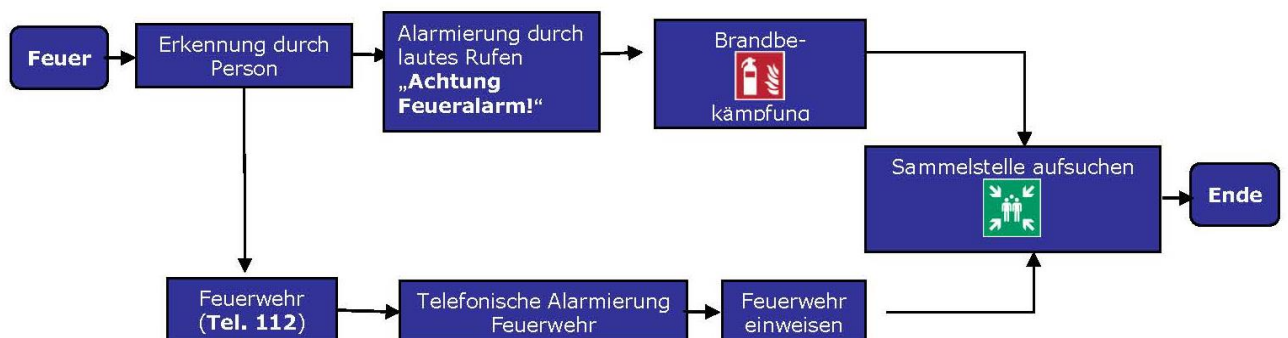 Feuer
Erkennung durch
Person
Alarmierung durch
lautes Rufen
„Achtung
Feueralarm!“
Brandbe-
kämpfung
Sammelstelle aufsuchen
Ende
Feuerwehr
(Tel. 112)
Telefonische Alarmierung
Feuerwehr
Feuerwehr
einweisen